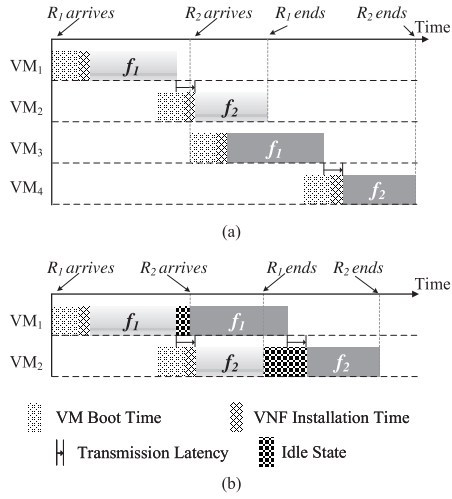 R1 arrives R2 arrives R1 ends R2 ends
Time
VM1 f1
VM2 f2
VM3 f1
VM4 f2
(a)
R1 arrives R2 arrives R1 ends R2 ends
Time
VM1 f1 f1
VM2 f2 f2
VM Boot Time VNF Installation Time
Transmission Latency Idle State
(b)